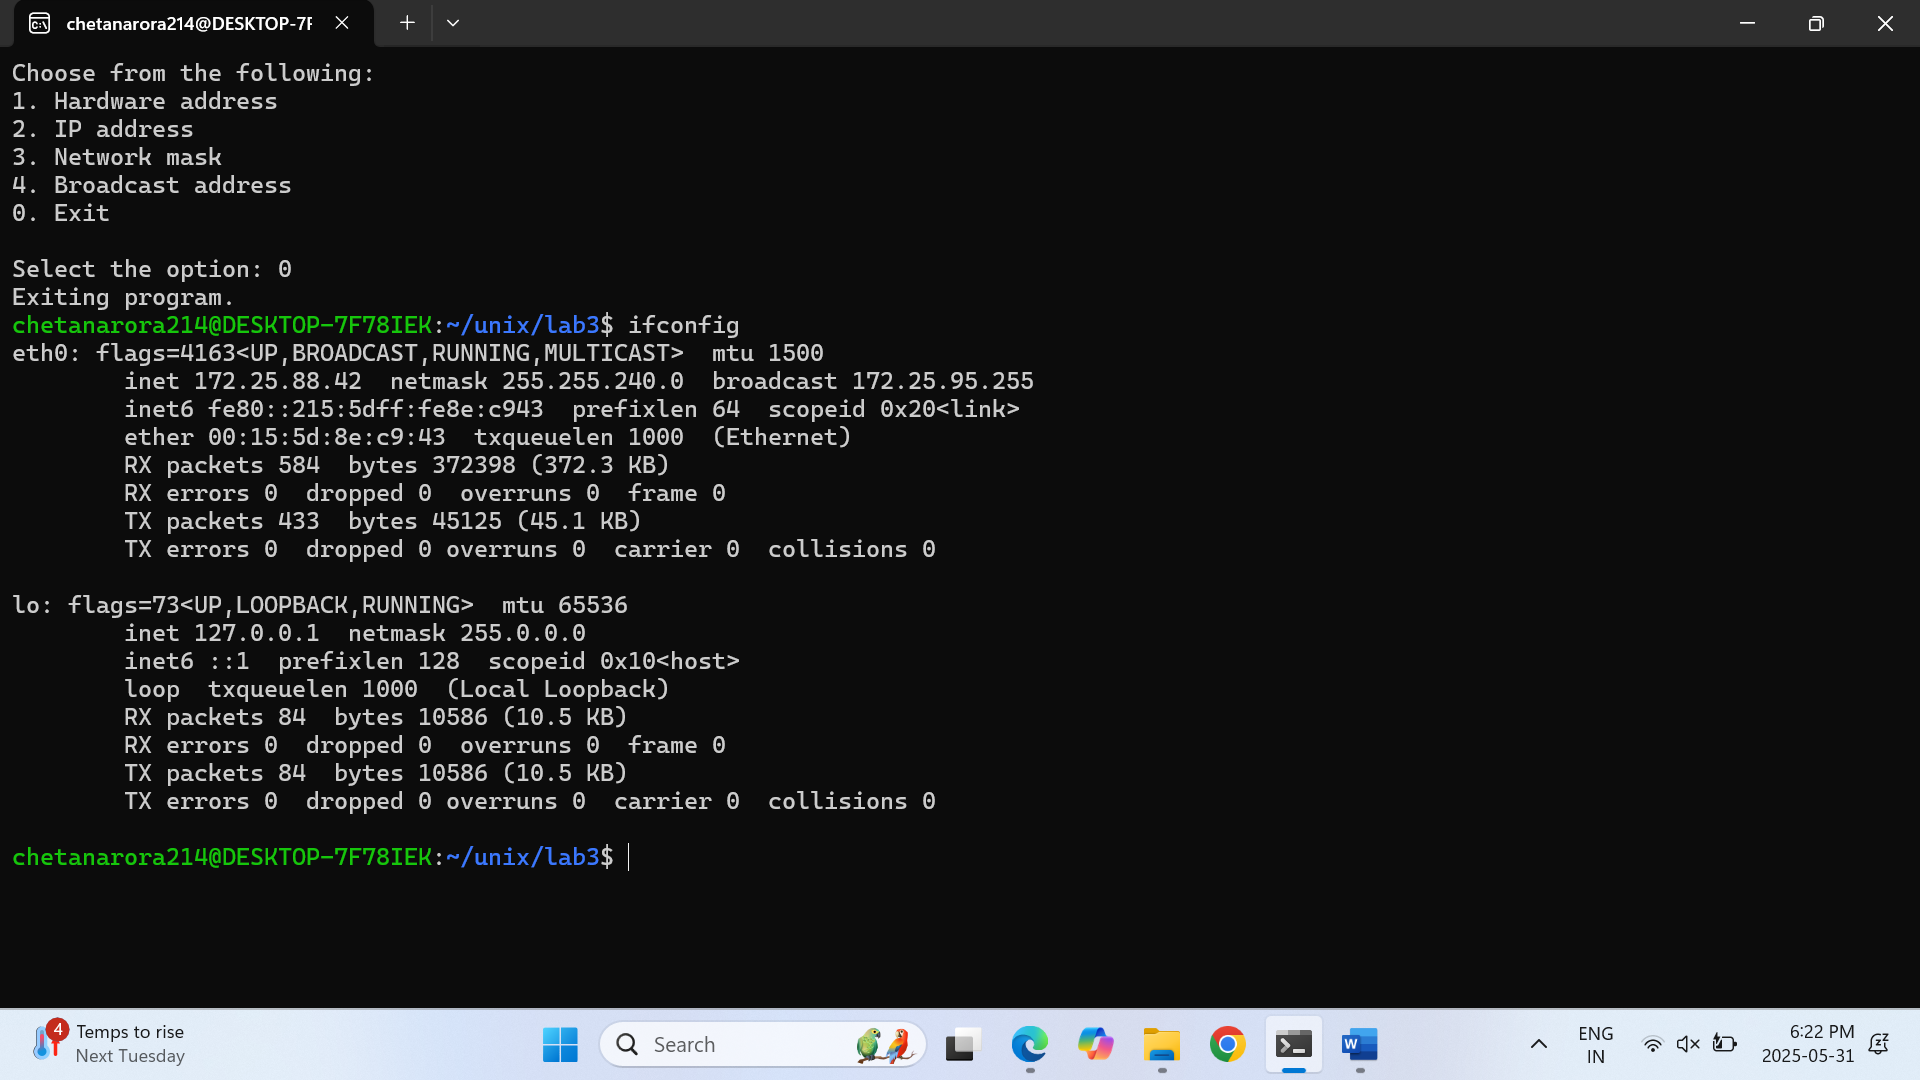 chetanarora214@DESKTOP-7F
Choose from the following:
1. Hardware address
2. IP address
3. Network mask
4. Broadcast address
0. Exit
Select the option: 0
Exiting program.
chetanarora214@DESKTOP-7F78IEK:~/unix/lab3$ ifconfig
eth0: flags=4163<UP,BROADCAST,RUNNING,MULTICAST>  mtu 1500
        inet 172.25.88.42  netmask 255.255.240.0  broadcast 172.25.95.255
        inet6 fe80::215:5dff:fe8e:c943  prefixlen 64  scopeid 0x20<link>
        ether 00:15:5d:8e:c9:43  txqueuelen 1000  (Ethernet)
        RX packets 584  bytes 372398 (372.3 KB)
        RX errors 0  dropped 0  overruns 0  frame 0
        TX packets 433  bytes 45125 (45.1 KB)
        TX errors 0  dropped 0 overruns 0  carrier 0  collisions 0
lo: flags=73<UP,LOOPBACK,RUNNING>  mtu 65536
        inet 127.0.0.1  netmask 255.0.0.0
        inet6 ::1  prefixlen 128  scopeid 0x10<host>
        loop  txqueuelen 1000  (Local Loopback)
        RX packets 84  bytes 10586 (10.5 KB)
        RX errors 0  dropped 0  overruns 0  frame 0
        TX packets 84  bytes 10586 (10.5 KB)
        TX errors 0  dropped 0 overruns 0  carrier 0  collisions 0
chetanarora214@DESKTOP-7F78IEK:~/unix/lab3$
4
Temps to rise
Next Tuesday
Search
ENG
IN
6:22 PM
2025-05-31